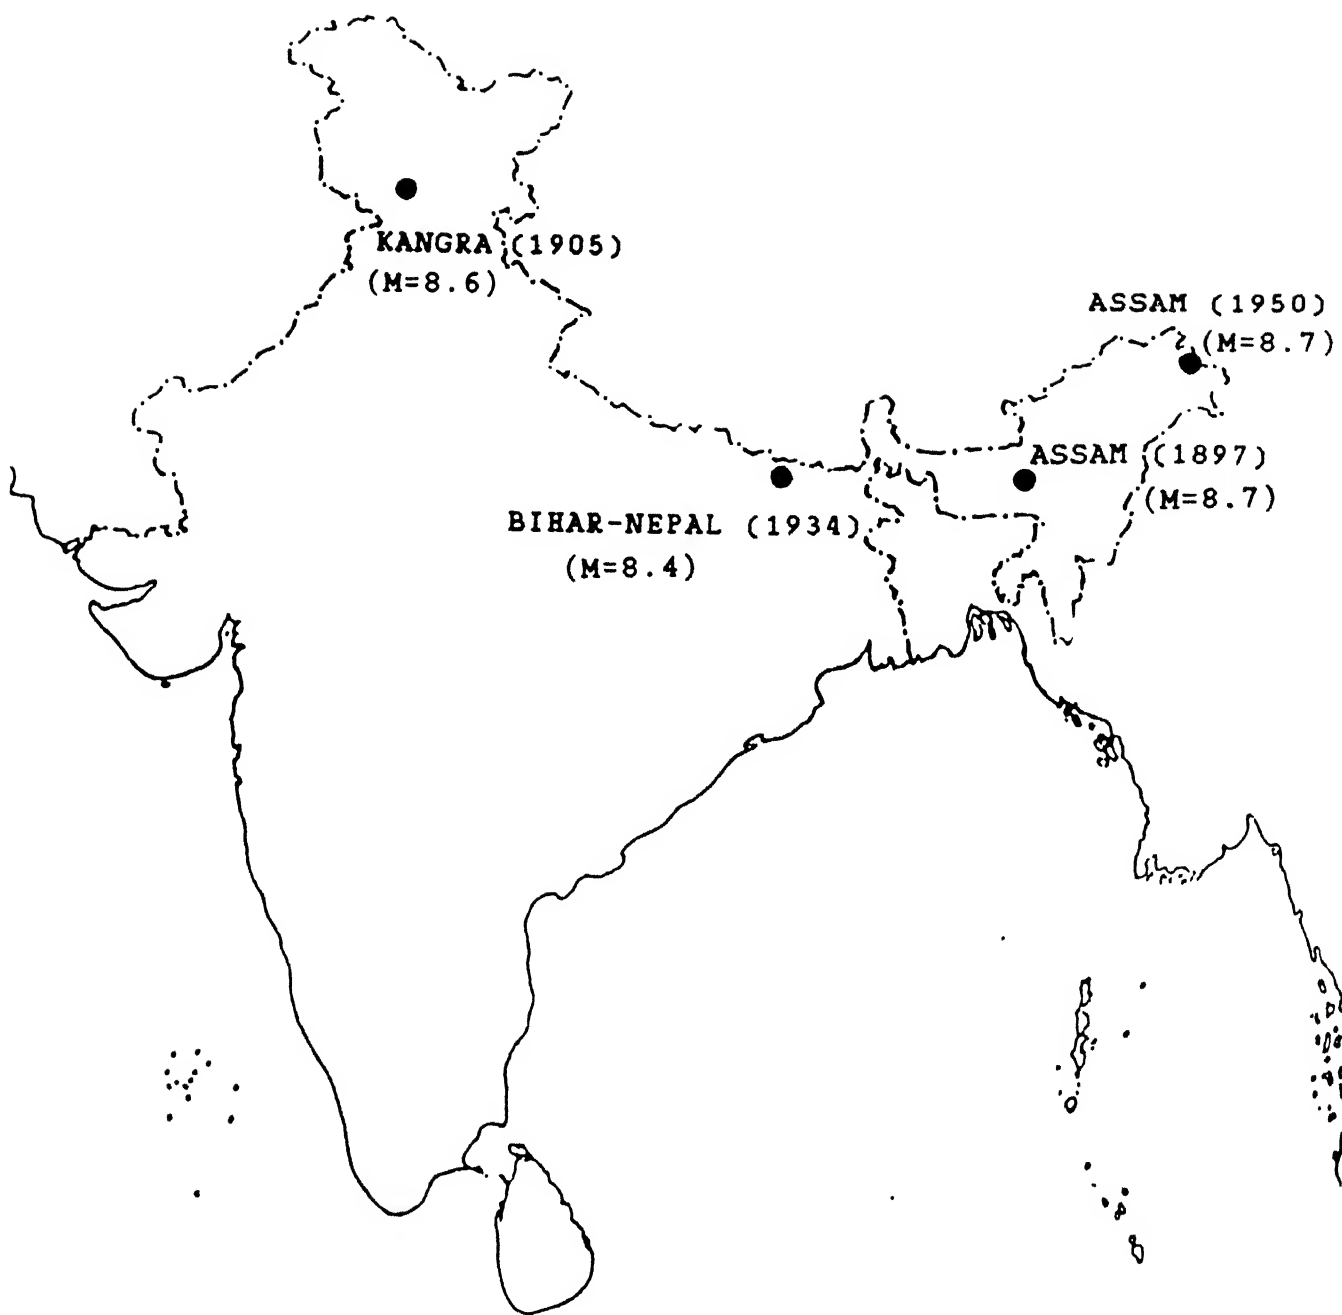 KANGRA (1905)
(M=8.6)
ASSAM (1950)
(M=8.7)
ASSAM (1897)
(M=8.7)
BIHAR-NEPAL (1934)
(M=8.4)